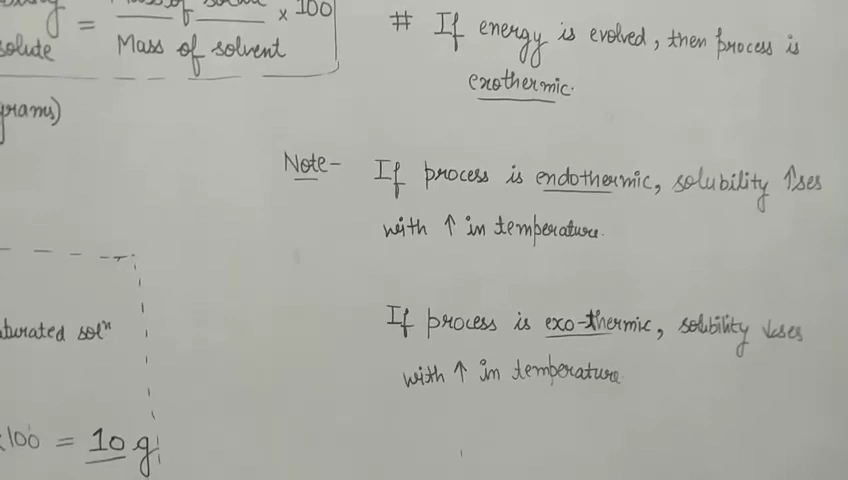 = × 100
solute
Mass of solvent
# If energy is evolved, then process is
exothermic.
Note- If process is endothermic, solubility ↑ses
with ↑ in temperature.
If process is exo-thermic, solubility ↓ses
with ↑ in temperature.
solⁿ
×100 = 10 g